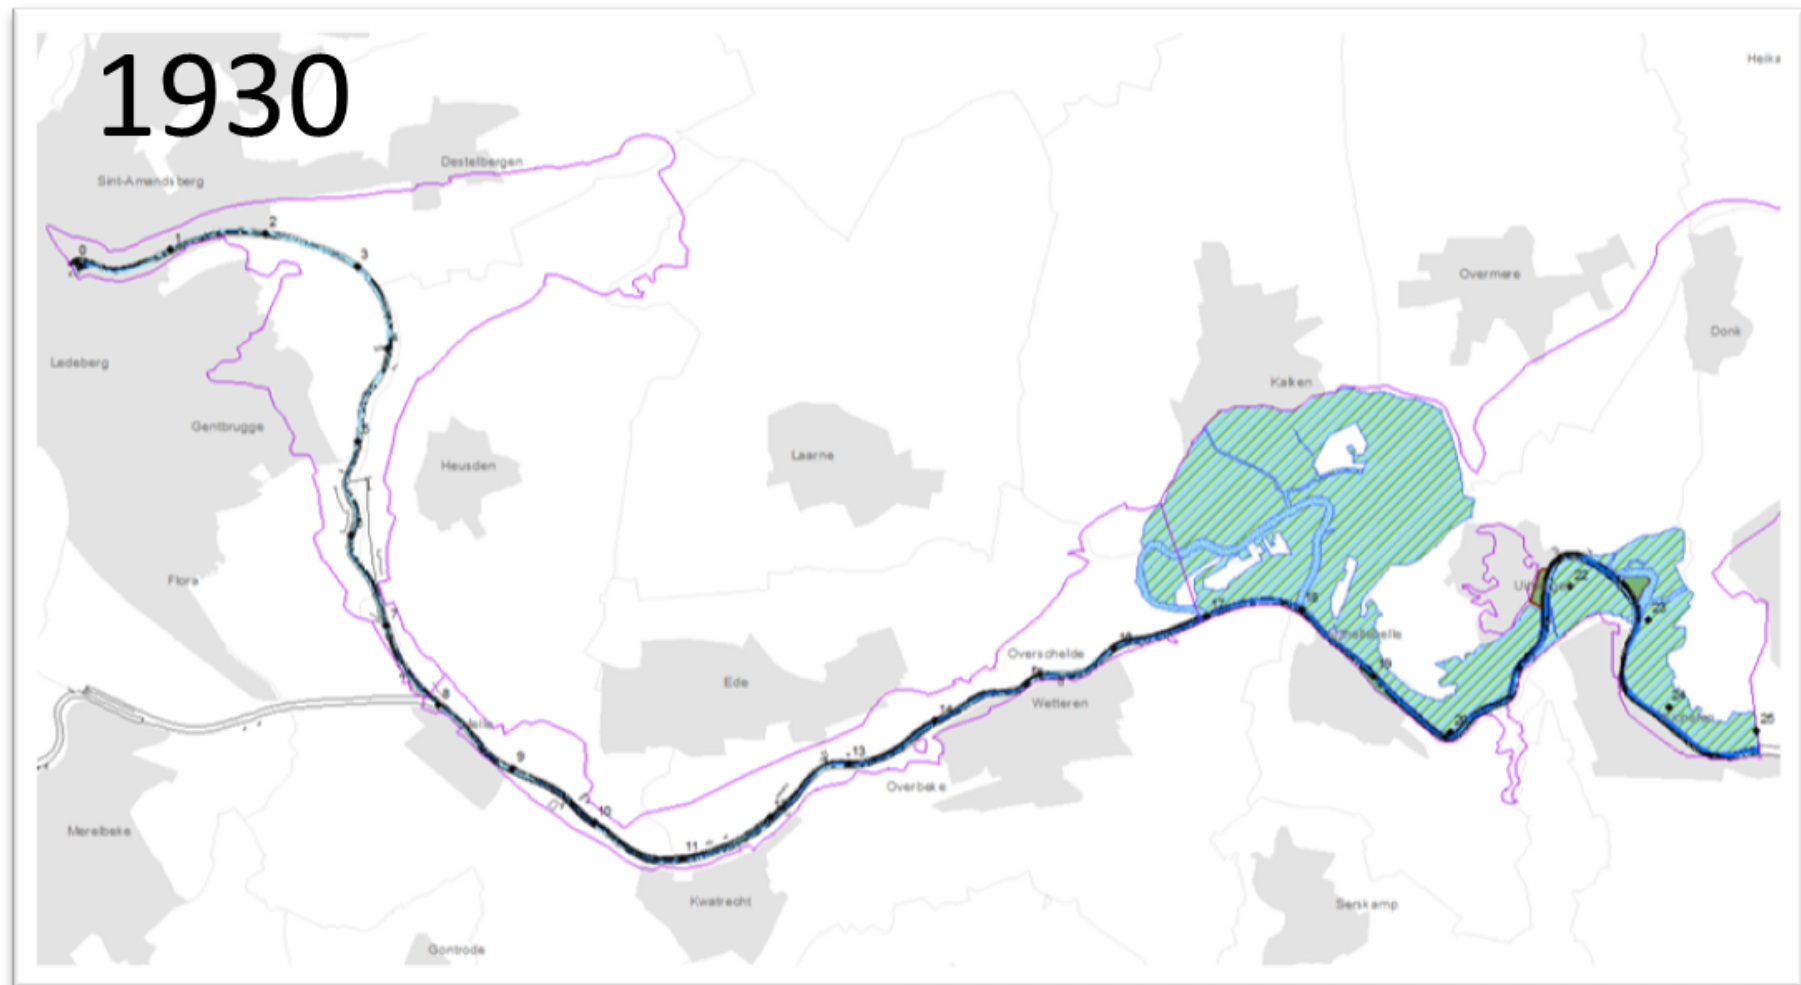 1930
Heika
Destelbergen
Sint-Amandsberg
2
1
0
3
Overmere
Donk
Ledeberg
Kalken
Gentbrugge
Heusden
Laarne
5
Flora
22
17
18
23
7
16
19
Overschelde
Ede
Wetteren
8
14
24
25
20
Melle
13
9
Overbeke
10
Merelbeke
11
Kwatrecht
Serskamp
Gontrode